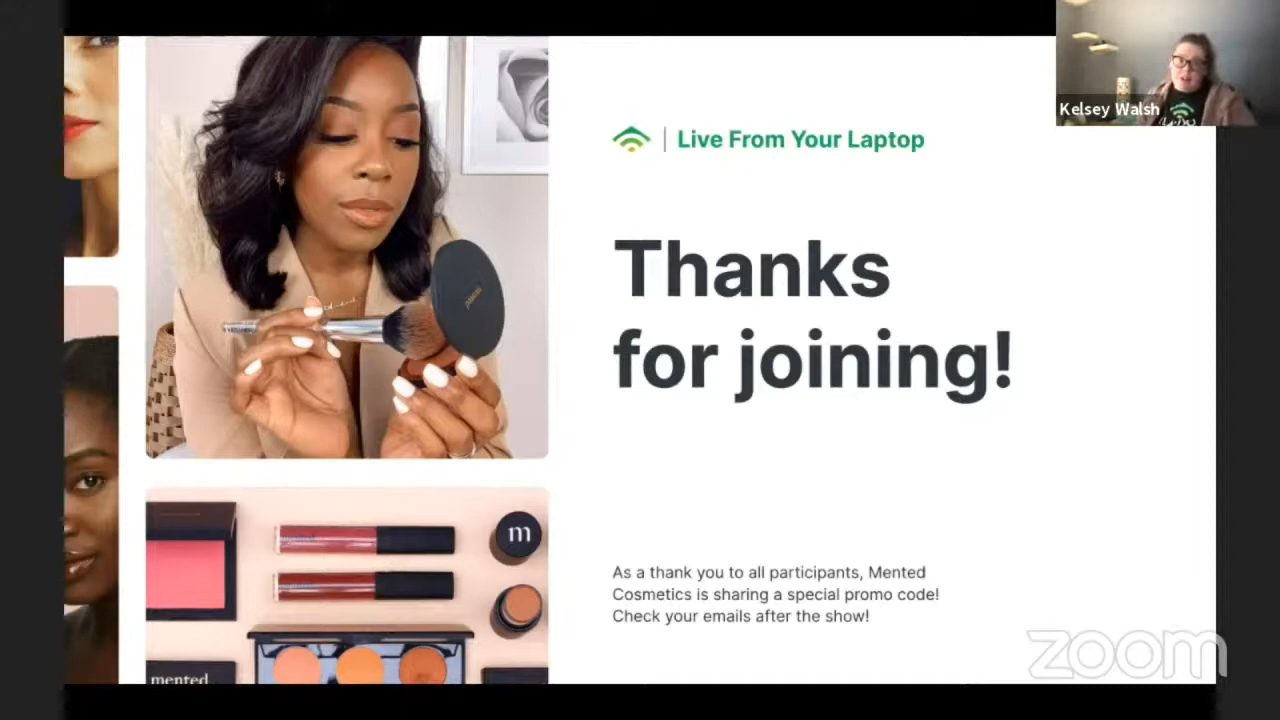 Kelsey Walsh
Live From Your Laptop
Thanks
for joining!
As a thank you to all participants, Mented
Cosmetics is sharing a special promo code!
Check your emails after the show!
m
mented
zoom